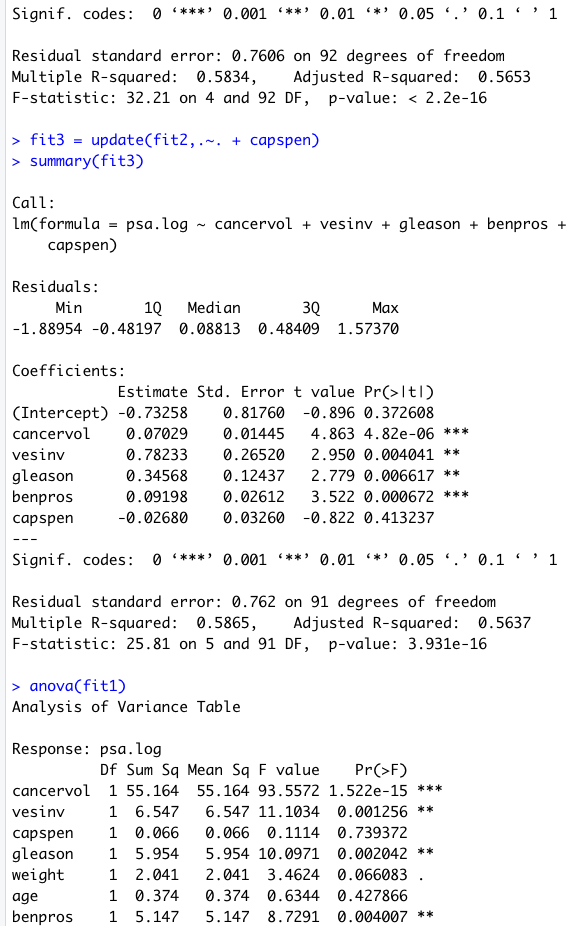 Signif. codes:  0 ‘***’ 0.001 ‘**’ 0.01 ‘*’ 0.05 ‘.’ 0.1 ‘ ’ 1

Residual standard error: 0.7606 on 92 degrees of freedom
Multiple R-squared:  0.5834,    Adjusted R-squared:  0.5653
F-statistic: 32.21 on 4 and 92 DF,  p-value: < 2.2e-16

> fit3 = update(fit2,.~. + capspen)
> summary(fit3)

Call:
lm(formula = psa.log ~ cancervol + vesinv + gleason + benpros +
    capspen)

Residuals:
     Min       1Q   Median       3Q      Max
-1.88954 -0.48197  0.08813  0.48409  1.57370

Coefficients:
            Estimate Std. Error t value Pr(>|t|)
(Intercept) -0.73258    0.81760  -0.896 0.372608
cancervol    0.07029    0.01445   4.863 4.82e-06 ***
vesinv       0.78233    0.26520   2.950 0.004041 **
gleason      0.34568    0.12437   2.779 0.006617 **
benpros      0.09198    0.02612   3.522 0.000672 ***
capspen     -0.02680    0.03260  -0.822 0.413237
---
Signif. codes:  0 ‘***’ 0.001 ‘**’ 0.01 ‘*’ 0.05 ‘.’ 0.1 ‘ ’ 1

Residual standard error: 0.762 on 91 degrees of freedom
Multiple R-squared:  0.5865,    Adjusted R-squared:  0.5637
F-statistic: 25.81 on 5 and 91 DF,  p-value: 3.931e-16

> anova(fit1)
Analysis of Variance Table

Response: psa.log
          Df Sum Sq Mean Sq F value    Pr(>F)
cancervol  1 55.164  55.164 93.5572 1.522e-15 ***
vesinv     1  6.547   6.547 11.1034  0.001256 **
capspen    1  0.066   0.066  0.1114  0.739372
gleason    1  5.954   5.954 10.0971  0.002042 **
weight     1  2.041   2.041  3.4624  0.066083 .
age        1  0.374   0.374  0.6344  0.427866
benpros    1  5.147   5.147  8.7291  0.004007 **